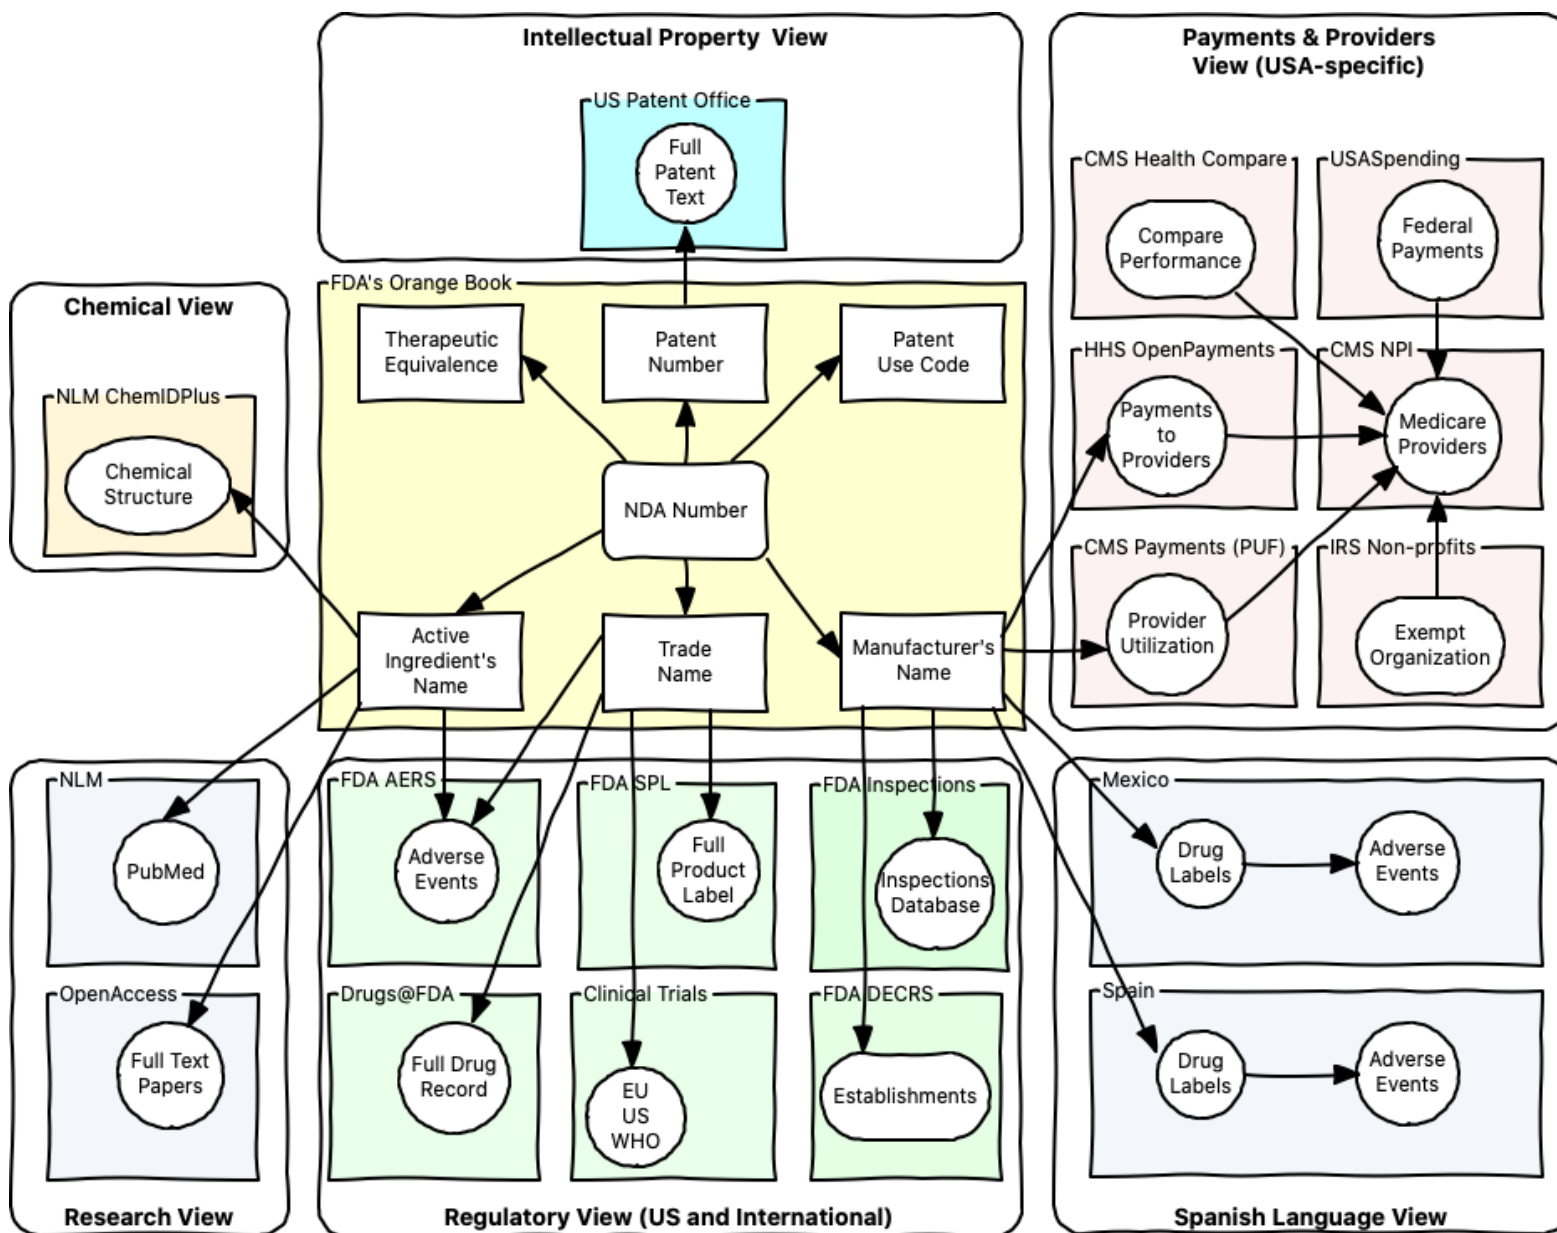 Intellectual Property View
US Patent Office
Full
Patent
Text
Payments & Providers
View (USA-specific)
CMS Health Compare
Compare
Performance
USASpending
Federal
Payments
HHS OpenPayments
Payments
to
Providers
CMS NPI
Medicare
Providers
CMS Payments (PUF)
Provider
Utilization
IRS Non-profits
Exempt
Organization
Chemical View
NLM ChemIDPlus
Chemical
Structure
FDA's Orange Book
Therapeutic
Equivalence
Patent
Number
Patent
Use Code
NDA Number
Active
Ingredient's
Name
Trade
Name
Manufacturer's
Name
NLM
PubMed
OpenAccess
Full Text
Papers
Research View
FDA AERS
Adverse
Events
FDA SPL
Full
Product
Label
FDA Inspections
Inspections
Database
Drugs@FDA
Full Drug
Record
Clinical Trials
EU
US
WHO
FDA DECRS
Establishments
Regulatory View (US and International)
Mexico
Drug
Labels
Adverse
Events
Spain
Drug
Labels
Adverse
Events
Spanish Language View